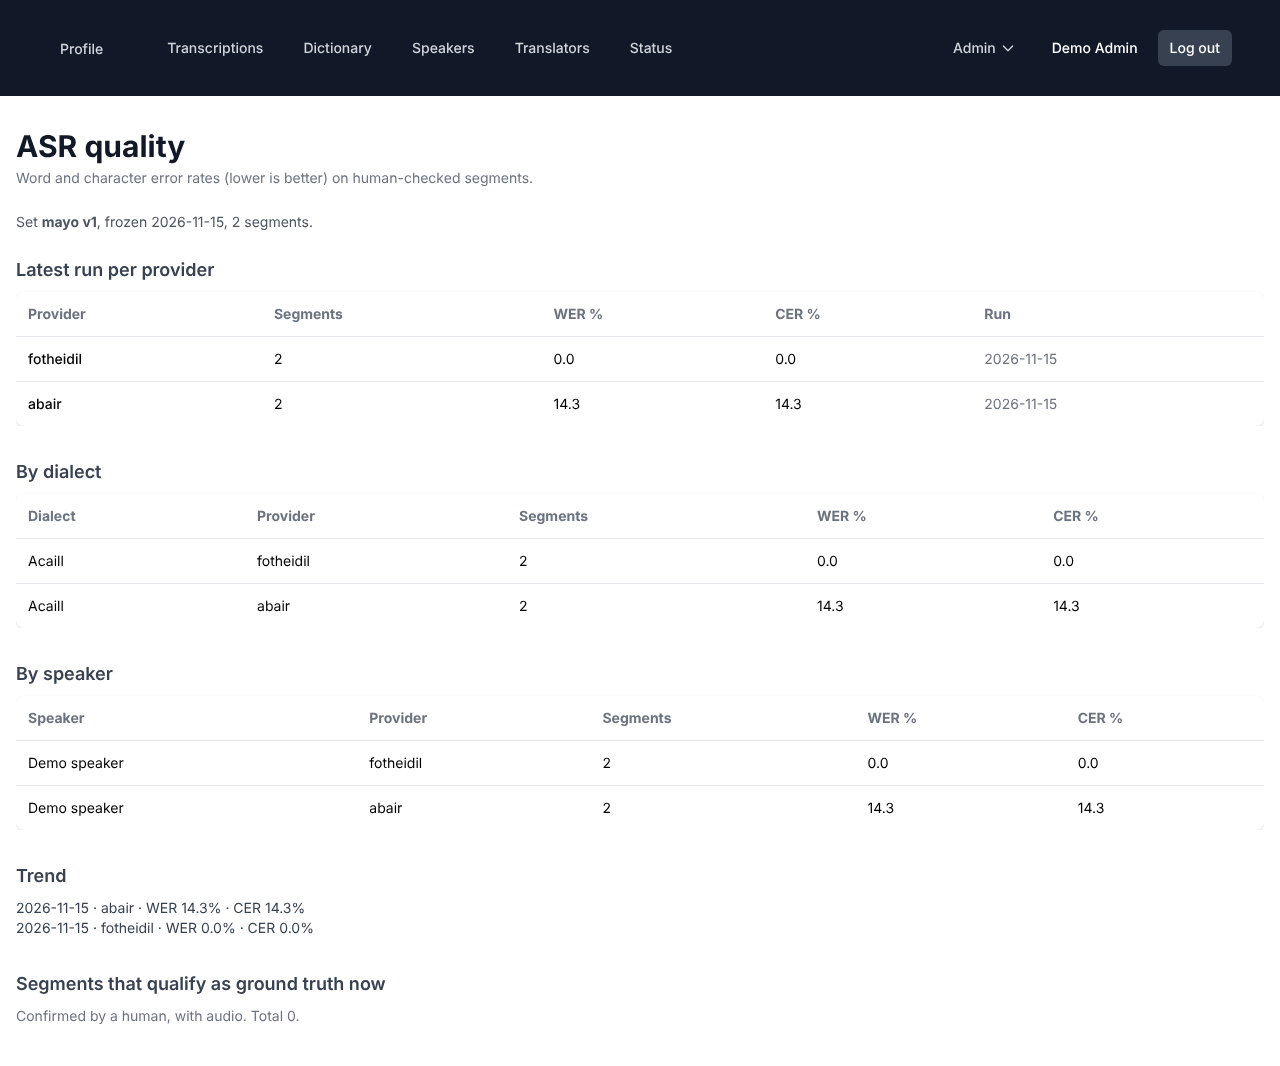 Profile Transcriptions Dictionary Speakers Translators Status Admin Demo Admin Log out
ASR quality
Word and character error rates (lower is better) on human-checked segments.
Set mayo v1, frozen 2026-11-15, 2 segments.
Latest run per provider
Provider Segments WER % CER % Run
fotheidil 2 0.0 0.0 2026-11-15
abair 2 14.3 14.3 2026-11-15
By dialect
Dialect Provider Segments WER % CER %
Acaill fotheidil 2 0.0 0.0
Acaill abair 2 14.3 14.3
By speaker
Speaker Provider Segments WER % CER %
Demo speaker fotheidil 2 0.0 0.0
Demo speaker abair 2 14.3 14.3
Trend
2026-11-15 · abair · WER 14.3% · CER 14.3%
2026-11-15 · fotheidil · WER 0.0% · CER 0.0%
Segments that qualify as ground truth now
Confirmed by a human, with audio. Total 0.